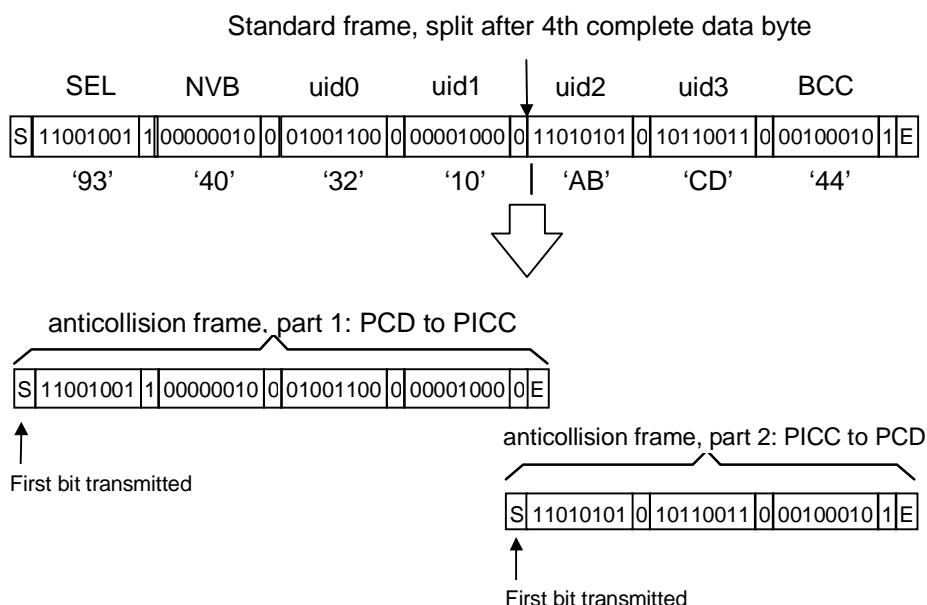 Standard frame, split after 4th complete data byte
SEL NVB uid0 uid1 uid2 uid3 BCC
S 11001001 1 00000010 0 01001100 0 00001000 0 11010101 0 10110011 0 00100010 1 E
‘93’ ‘40’ ‘32’ ‘10’ ‘AB’ ‘CD’ ‘44’
anticollision frame, part 1: PCD to PICC
S 11001001 1 00000010 0 01001100 0 00001000 0 E
First bit transmitted
anticollision frame, part 2: PICC to PCD
S 11010101 0 10110011 0 00100010 1 E
First bit transmitted